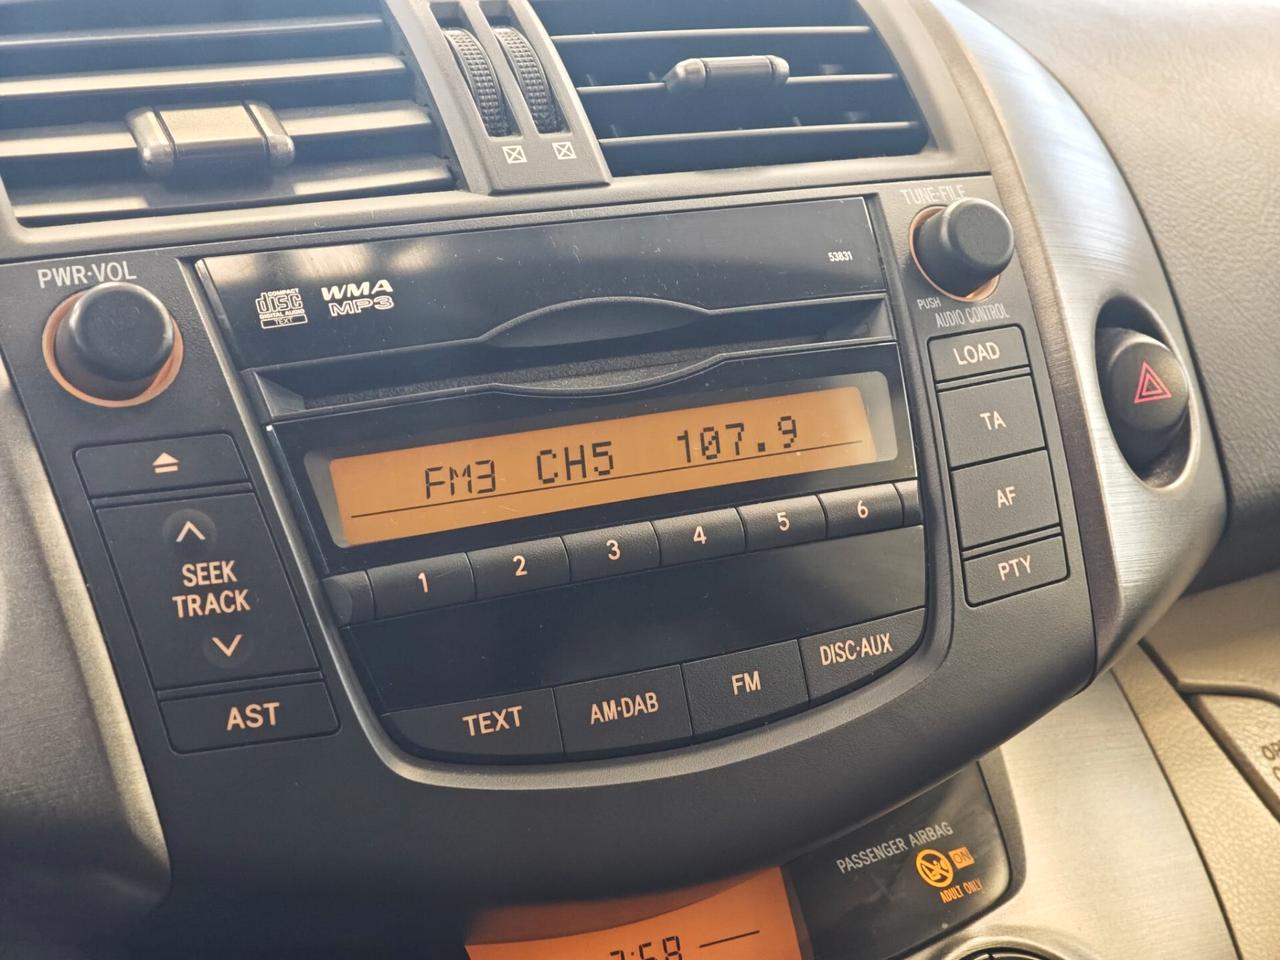 TUNE·FILE
PWR·VOL
COMPACT
disc
DIGITAL AUDIO
TEXT
WMA
MP3
53831
PUSH
AUDIO CONTROL
LOAD
FM3 CH5 107.9
TA
1 2 3 4 5 6
AF
SEEK
TRACK
PTY
AST
TEXT
AM·DAB
FM
DISC·AUX
PASSENGER AIRBAG
ON
ADULT ONLY
7:58